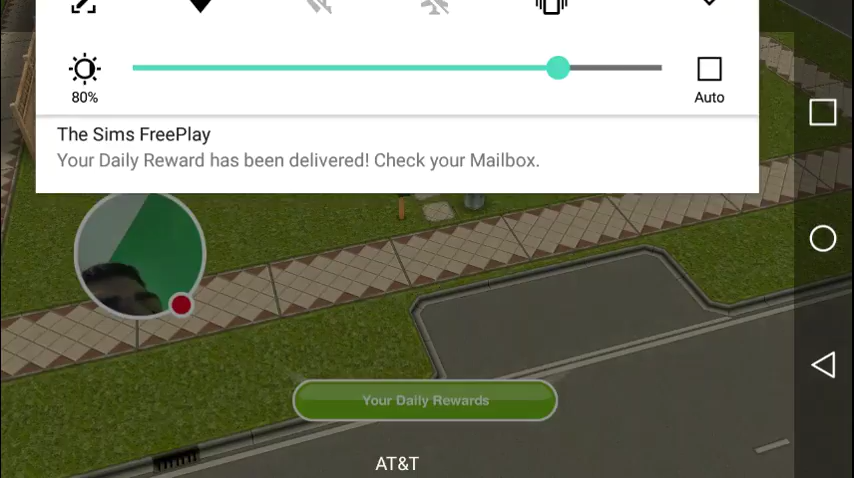 80%
Auto
The Sims FreePlay
Your Daily Reward has been delivered! Check your Mailbox.
Your Daily Rewards
AT&T